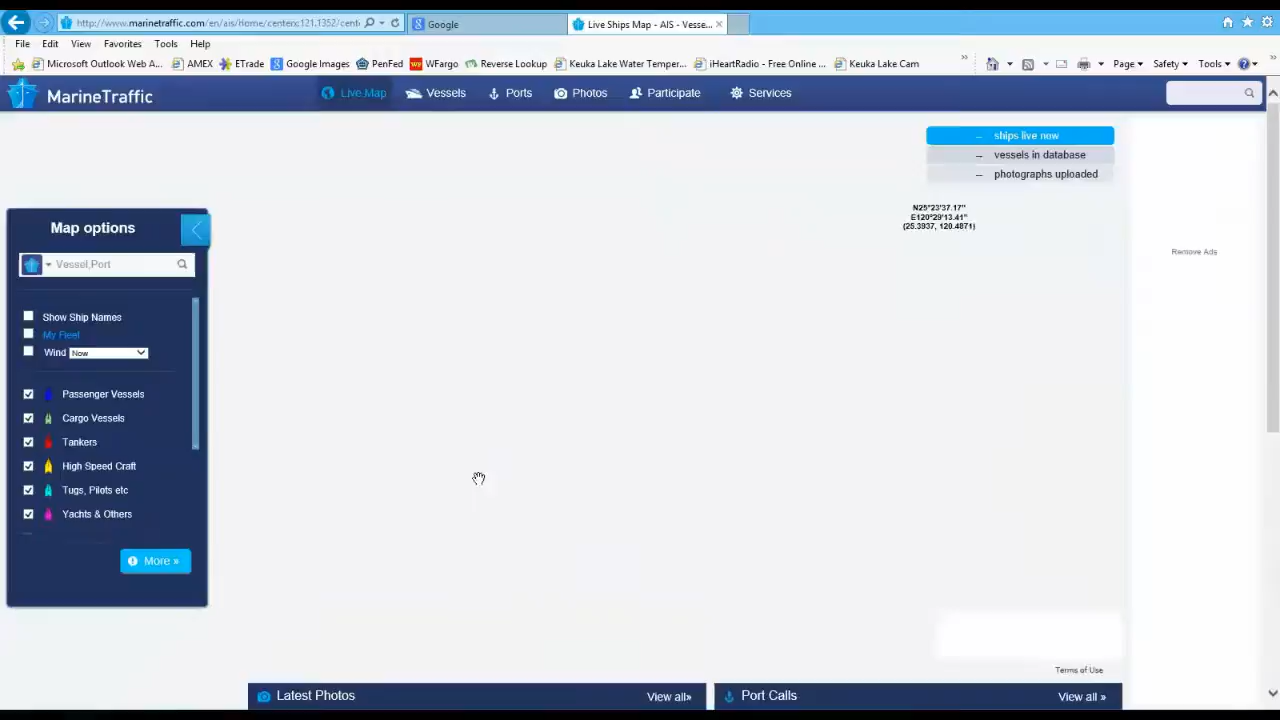 http://www.marinetraffic.com/en/ais/home/centerx:121.1352/cente
Google
Live Ships Map - AIS - Vesse...
File Edit View Favorites Tools Help
Microsoft Outlook Web A... AMEX ETrade Google Images PenFed WFargo Reverse Lookup Keuka Lake Water Temper... iHeartRadio - Free Online ... Keuka Lake Cam
Page Safety Tools
MarineTraffic
Live Map Vessels Ports Photos Participate Services
-- ships live now
-- vessels in database
-- photographs uploaded
N25°23'37.17"
E120°29'13.41"
(25.3937, 120.4871)
Remove Ads
Map options
Vessel,Port
Show Ship Names
My Fleet
Wind Now
Passenger Vessels
Cargo Vessels
Tankers
High Speed Craft
Tugs, Pilots etc
Yachts & Others
More »
Terms of Use
Latest Photos View all»
Port Calls View all »